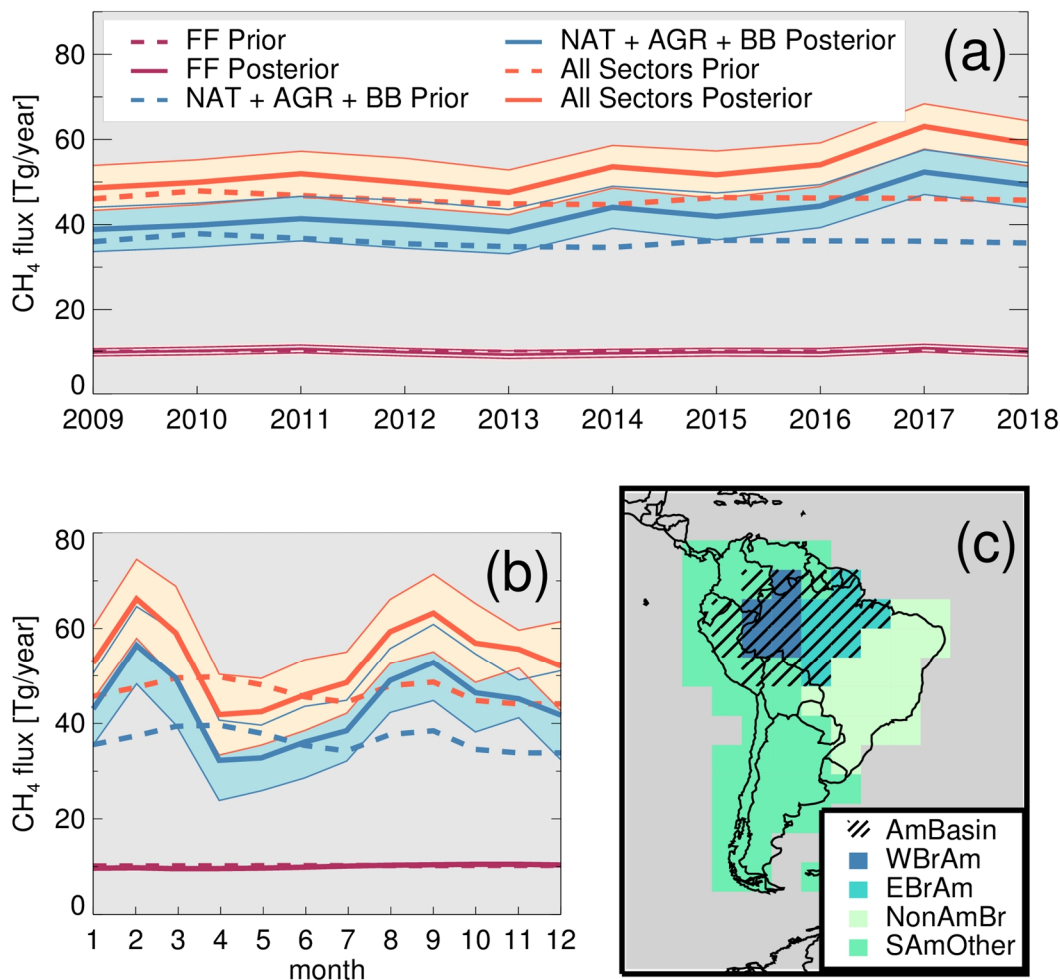 (a)
FF Prior
FF Posterior
NAT + AGR + BB Prior
NAT + AGR + BB Posterior
All Sectors Prior
All Sectors Posterior
CH₄ flux [Tg/year]
80
60
40
20
0
2009 2010 2011 2012 2013 2014 2015 2016 2017 2018
(b)
CH₄ flux [Tg/year]
80
60
40
20
0
1 2 3 4 5 6 7 8 9 10 11 12
month
(c)
AmBasin
WBrAm
EBrAm
NonAmBr
SAmOther